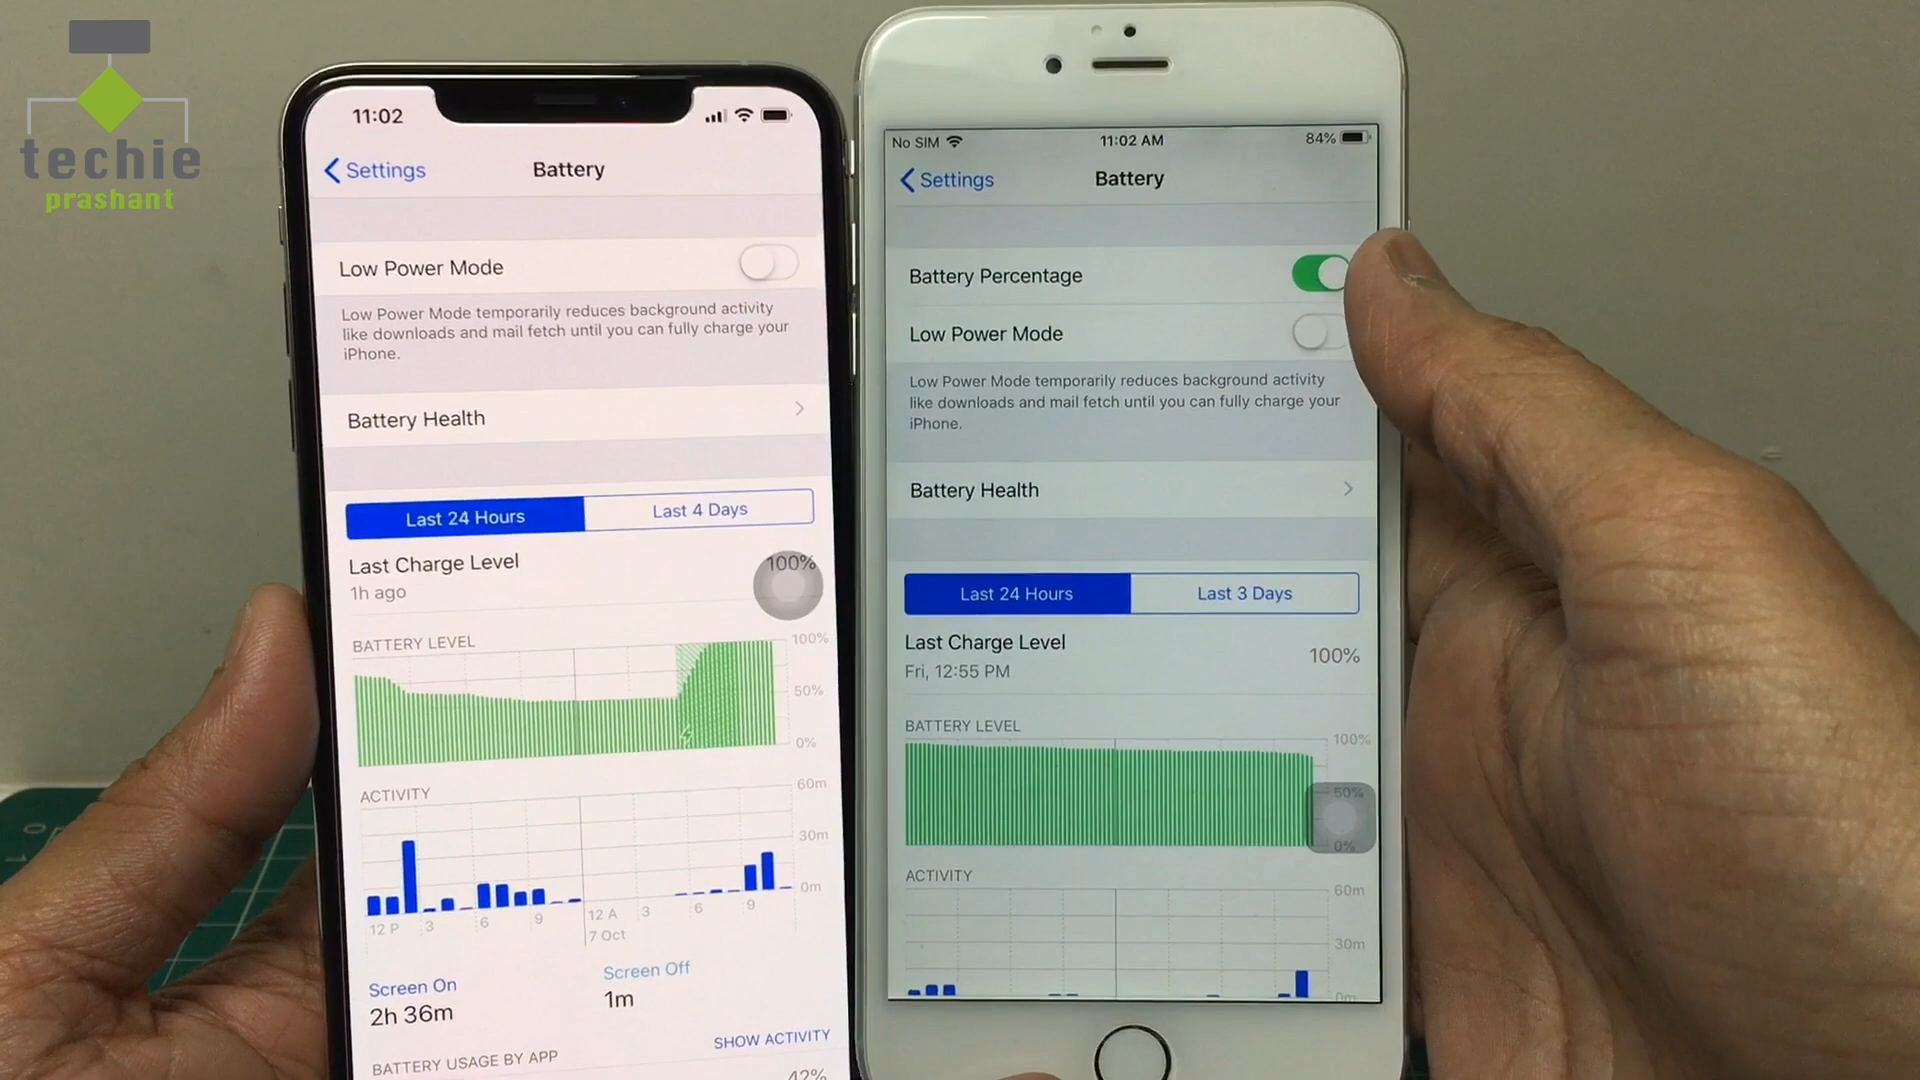 techie
prashant
11:02
Settings
Battery
Low Power Mode
Low Power Mode temporarily reduces background activity
like downloads and mail fetch until you can fully charge your
iPhone.
Battery Health
Last 24 Hours
Last 4 Days
Last Charge Level
100%
1h ago
BATTERY LEVEL
100%
50%
0%
ACTIVITY
60m
30m
0m
12 P
3
6
9
12 A
3
6
9
7 Oct
Screen On
Screen Off
2h 36m
1m
SHOW ACTIVITY
BATTERY USAGE BY APP
42%
No SIM
11:02 AM
84%
Settings
Battery
Battery Percentage
Low Power Mode
Low Power Mode temporarily reduces background activity
like downloads and mail fetch until you can fully charge your
iPhone.
Battery Health
Last 24 Hours
Last 3 Days
Last Charge Level
100%
Fri, 12:55 PM
BATTERY LEVEL
100%
50%
0%
ACTIVITY
60m
30m
0m